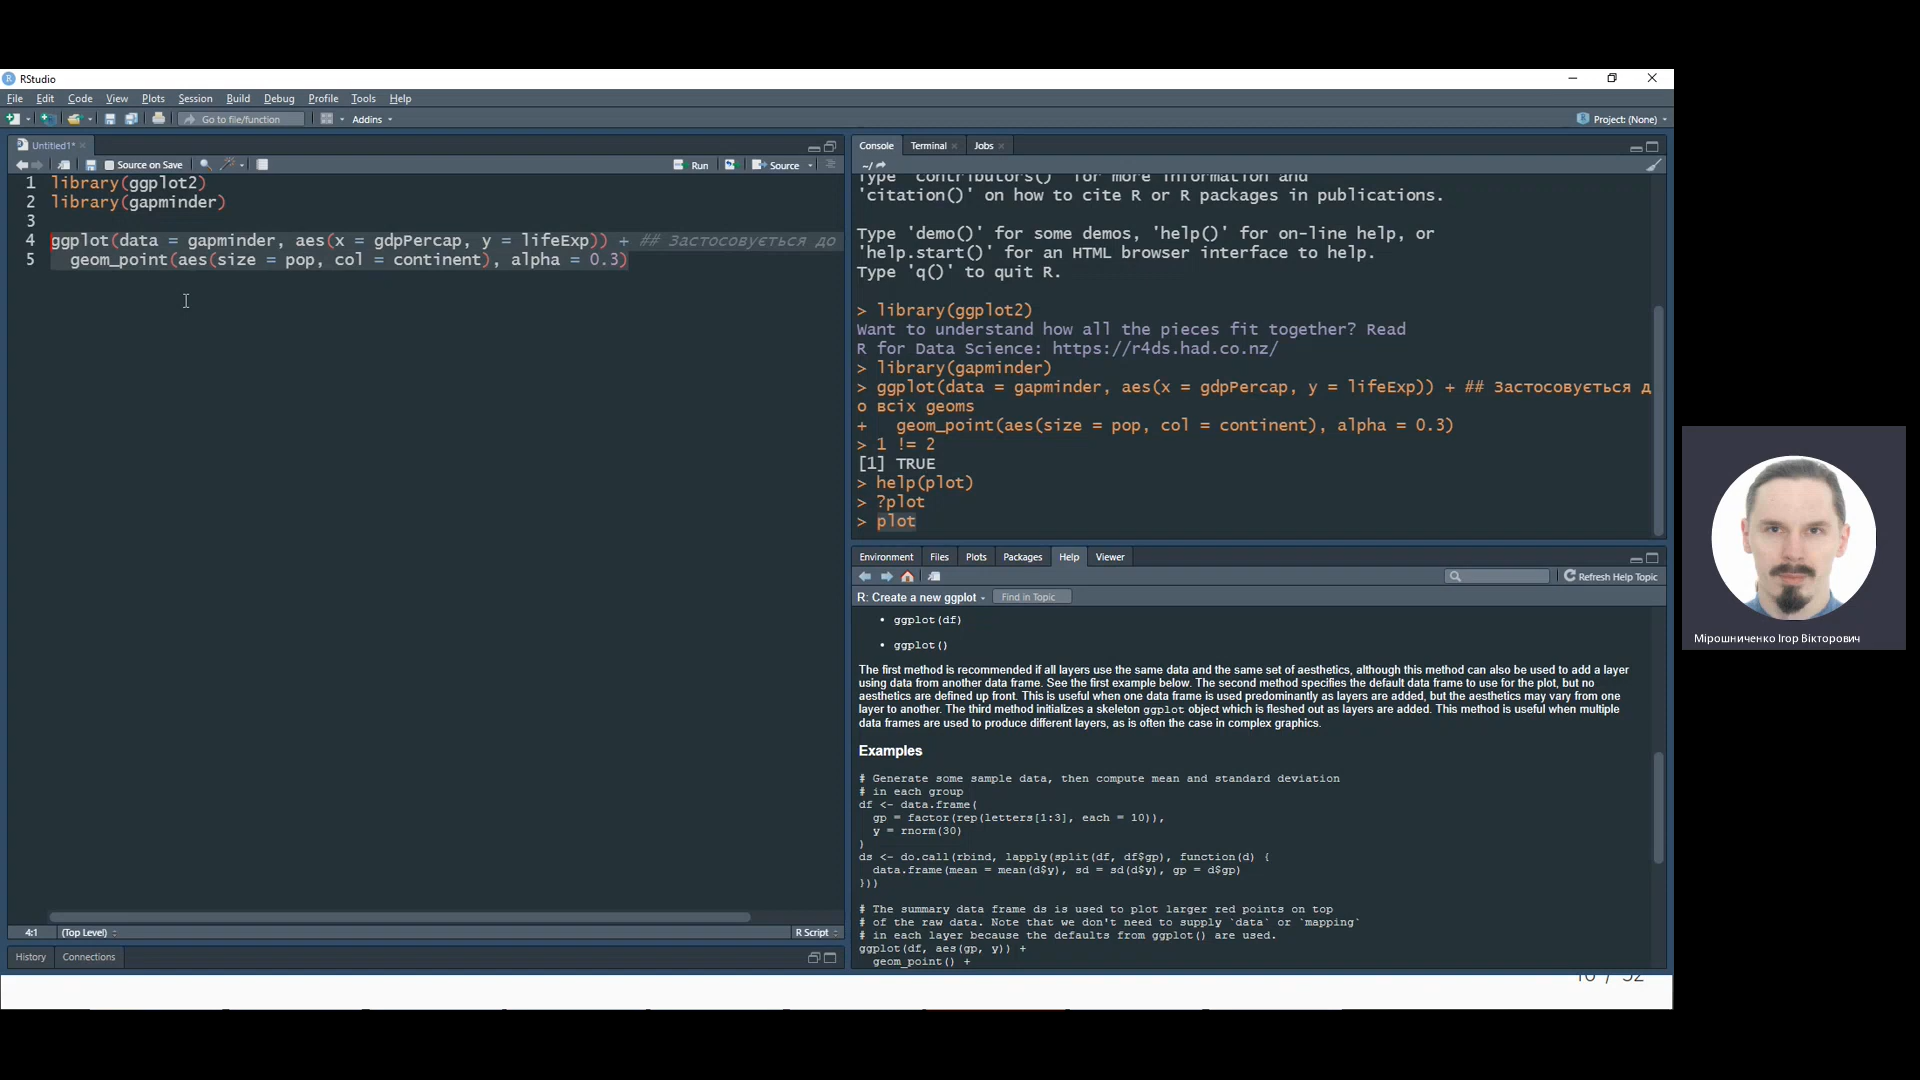 RStudio
File Edit Code View Plots Session Build Debug Profile Tools Help
Go to file/function Addins Project: (None)
Untitled1*
Source on Save Run Source
1 library(ggplot2)
2 library(gapminder)
3
4 ggplot(data = gapminder, aes(x = gdpPercap, y = lifeExp)) + ## Застосовується до
5 geom_point(aes(size = pop, col = continent), alpha = 0.3)
4:1 (Top Level) R Script
History Connections
Console Terminal Jobs
~/
Type 'contributors()' for more information and
'citation()' on how to cite R or R packages in publications.
Type 'demo()' for some demos, 'help()' for on-line help, or
'help.start()' for an HTML browser interface to help.
Type 'q()' to quit R.
> library(ggplot2)
Want to understand how all the pieces fit together? Read
R for Data Science: https://r4ds.had.co.nz/
> library(gapminder)
> ggplot(data = gapminder, aes(x = gdpPercap, y = lifeExp)) + ## Застосовується д
о всіх geoms
+ geom_point(aes(size = pop, col = continent), alpha = 0.3)
> 1 != 2
[1] TRUE
> help(plot)
> ?plot
> plot
Environment Files Plots Packages Help Viewer
Refresh Help Topic
R: Create a new ggplot Find in Topic
• ggplot(df)
• ggplot()
The first method is recommended if all layers use the same data and the same set of aesthetics, although this method can also be used to add a layer
using data from another data frame. See the first example below. The second method specifies the default data frame to use for the plot, but no
aesthetics are defined up front. This is useful when one data frame is used predominantly as layers are added, but the aesthetics may vary from one
layer to another. The third method initializes a skeleton ggplot object which is fleshed out as layers are added. This method is useful when multiple
data frames are used to produce different layers, as is often the case in complex graphics.
Examples
# Generate some sample data, then compute mean and standard deviation
# in each group
df <- data.frame(
gp = factor(rep(letters[1:3], each = 10)),
y = rnorm(30)
)
ds <- do.call(rbind, lapply(split(df, df$gp), function(d) {
data.frame(mean = mean(d$y), sd = sd(d$y), gp = d$gp)
}))
# The summary data frame ds is used to plot larger red points on top
# of the raw data. Note that we don't need to supply `data` or `mapping`
# in each layer because the defaults from ggplot() are used.
ggplot(df, aes(gp, y)) +
geom_point() +
Мірошниченко Ігор Вікторович